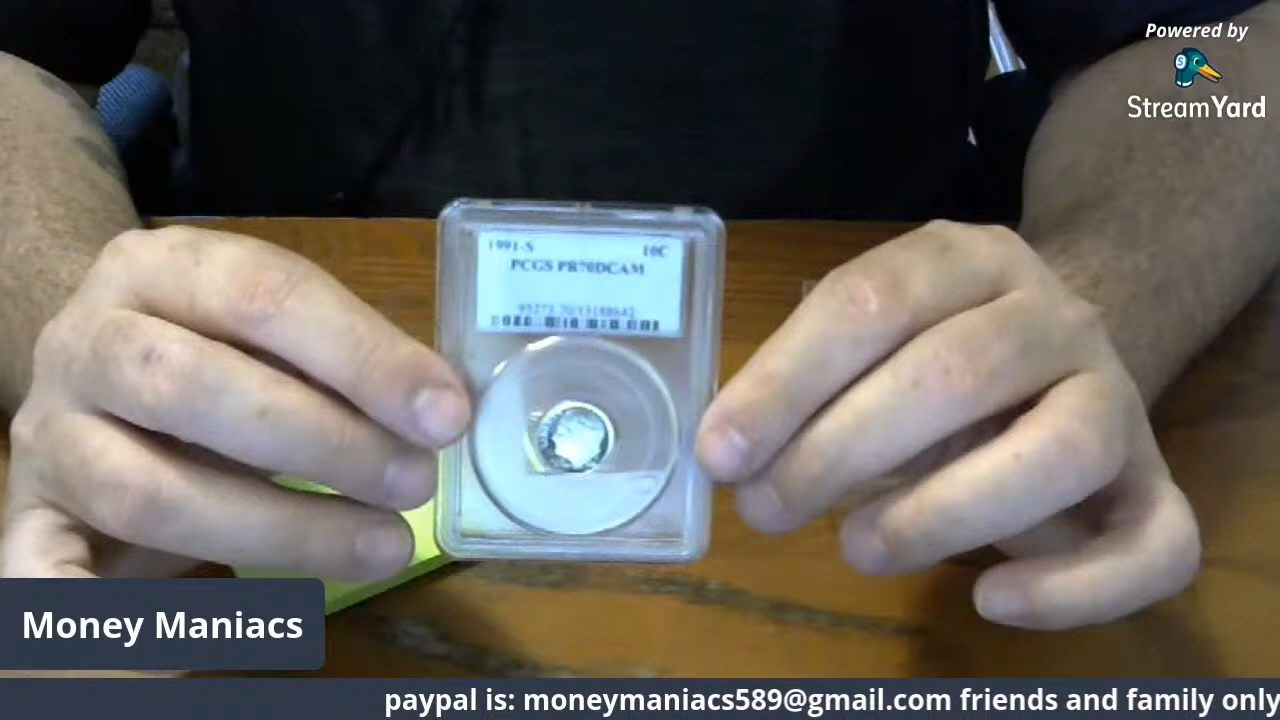 Powered by
StreamYard
1991-S 10C
PCGS PR70DCAM
Money Maniacs
paypal is: moneymaniacs589@gmail.com friends and family only